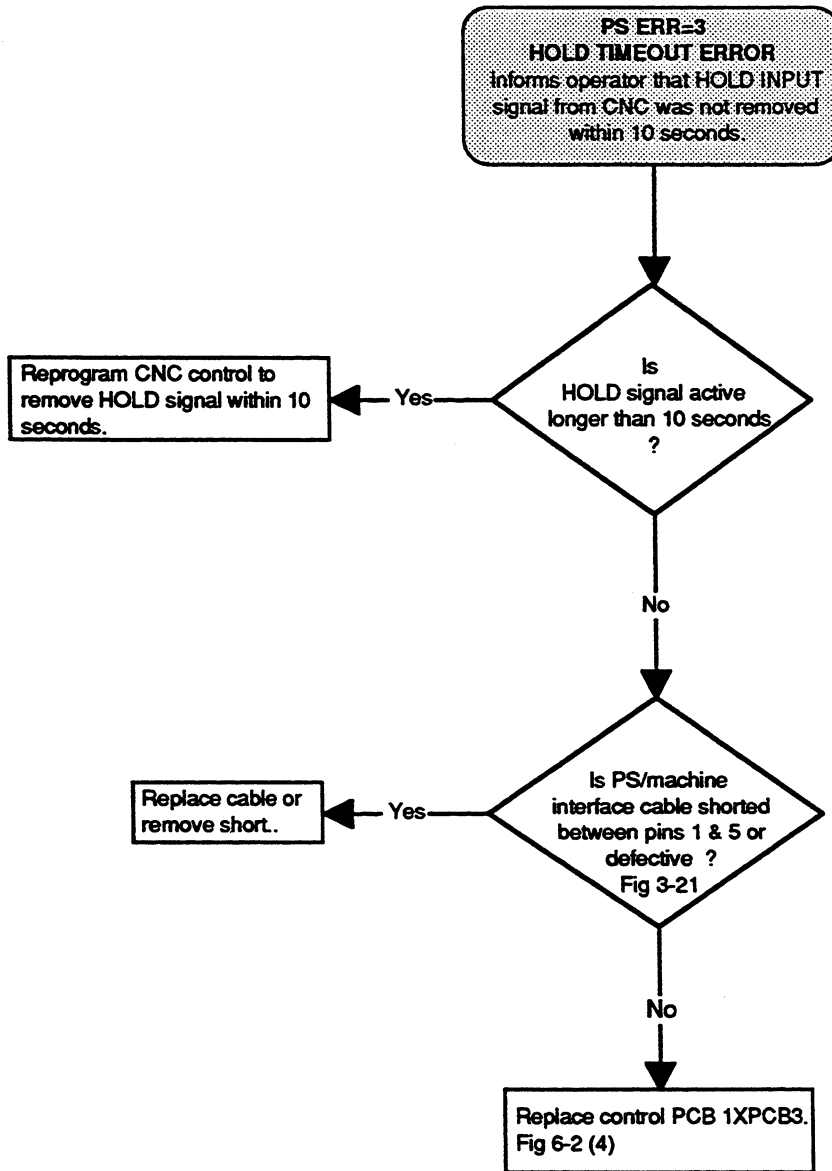 PS ERR=3
HOLD TIMEOUT ERROR
Informs operator that HOLD INPUT
signal from CNC was not removed
within 10 seconds.
Is
HOLD signal active
longer than 10 seconds
?
Yes
Reprogram CNC control to
remove HOLD signal within 10
seconds.
No
Is PS/machine
interface cable shorted
between pins 1 & 5 or
defective ?
Fig 3-21
Yes
Replace cable or
remove short..
No
Replace control PCB 1XPCB3.
Fig 6-2 (4)